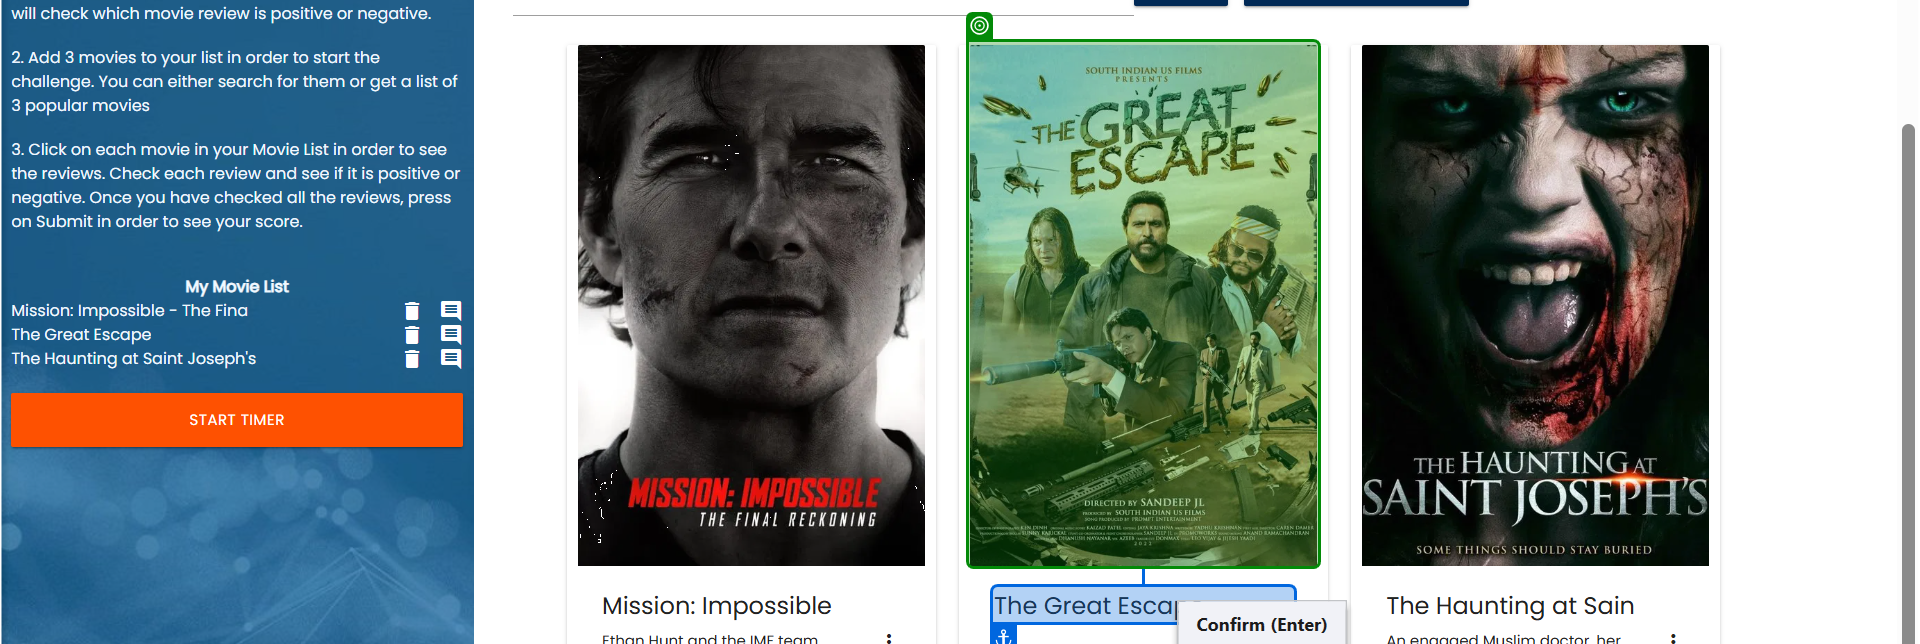 will check which movie review is positive or negative.
2. Add 3 movies to your list in order to start the
challenge. You can either search for them or get a list of
3 popular movies
3. Click on each movie in your Movie List in order to see
the reviews. Check each review and see if it is positive or
negative. Once you have checked all the reviews, press
on Submit in order to see your score.
My Movie List
Mission: Impossible - The Fina
The Great Escape
The Haunting at Saint Joseph's
START TIMER
MISSION: IMPOSSIBLE
THE FINAL RECKONING
Mission: Impossible
Ethan Hunt and the IMF team
SOUTH INDIAN US FILMS
PRESENTS
THE GREAT
ESCAPE
DIRECTED BY SANDEEP JL
PRODUCED BY SOUTH INDIAN US FILMS
SONG PRODUCED BY PROMPT ENTERTAINMENT
2023
The Great Escap
Confirm (Enter)
THE HAUNTING AT
SAINT JOSEPH'S
SOME THINGS SHOULD STAY BURIED
The Haunting at Sain
An engaged Muslim doctor, her